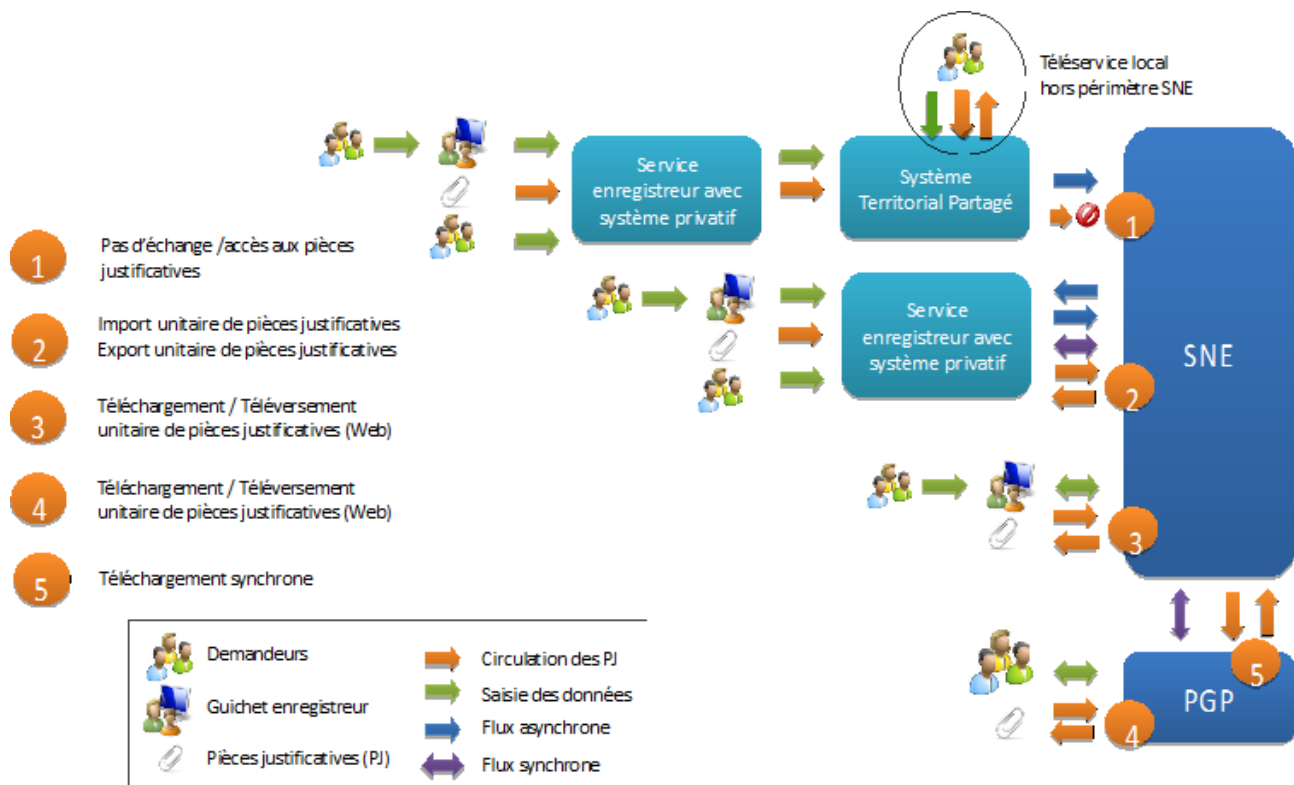 Téléservice local
hors périmètre SNE
Service
enregistreur avec
système privatif
Système
Territorial Partagé
1
Service
enregistreur avec
système privatif
2
SNE
3
1
Pas d'échange /accès aux pièces
justificatives
2
Import unitaire de pièces justificatives
Export unitaire de pièces justificatives
3
Téléchargement / Téléversement
unitaire de pièces justificatives (Web)
4
Téléchargement / Téléversement
unitaire de pièces justificatives (Web)
5
Téléchargement synchrone
Demandeurs
Guichet enregistreur
Pièces justificatives (PJ)
Circulation des PJ
Saisie des données
Flux asynchrone
Flux synchrone
5
PGP
4